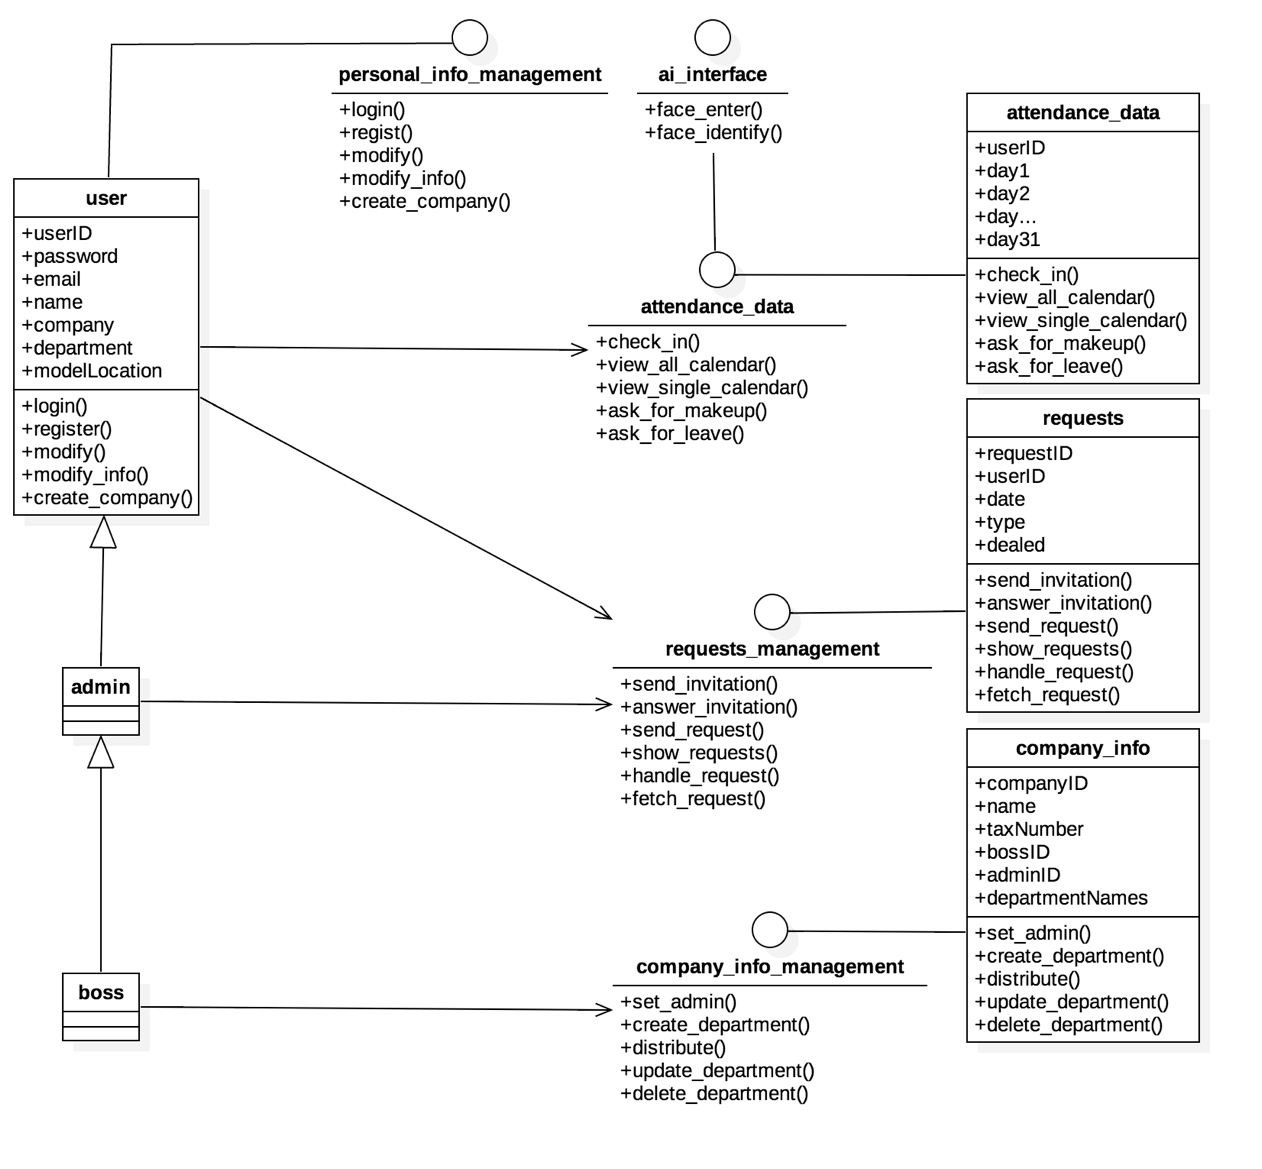 personal_info_management
+login()
+regist()
+modify()
+modify_info()
+create_company()
ai_interface
+face_enter()
+face_identify()
attendance_data
+userID
+day1
+day2
+day...
+day31
+check_in()
+view_all_calendar()
+view_single_calendar()
+ask_for_makeup()
+ask_for_leave()
user
+userID
+password
+email
+name
+company
+department
+modelLocation
+login()
+register()
+modify()
+modify_info()
+create_company()
attendance_data
+check_in()
+view_all_calendar()
+view_single_calendar()
+ask_for_makeup()
+ask_for_leave()
requests
+requestID
+userID
+date
+type
+dealed
+send_invitation()
+answer_invitation()
+send_request()
+show_requests()
+handle_request()
+fetch_request()
admin
requests_management
+send_invitation()
+answer_invitation()
+send_request()
+show_requests()
+handle_request()
+fetch_request()
company_info
+companyID
+name
+taxNumber
+bossID
+adminID
+departmentNames
+set_admin()
+create_department()
+distribute()
+update_department()
+delete_department()
boss
company_info_management
+set_admin()
+create_department()
+distribute()
+update_department()
+delete_department()